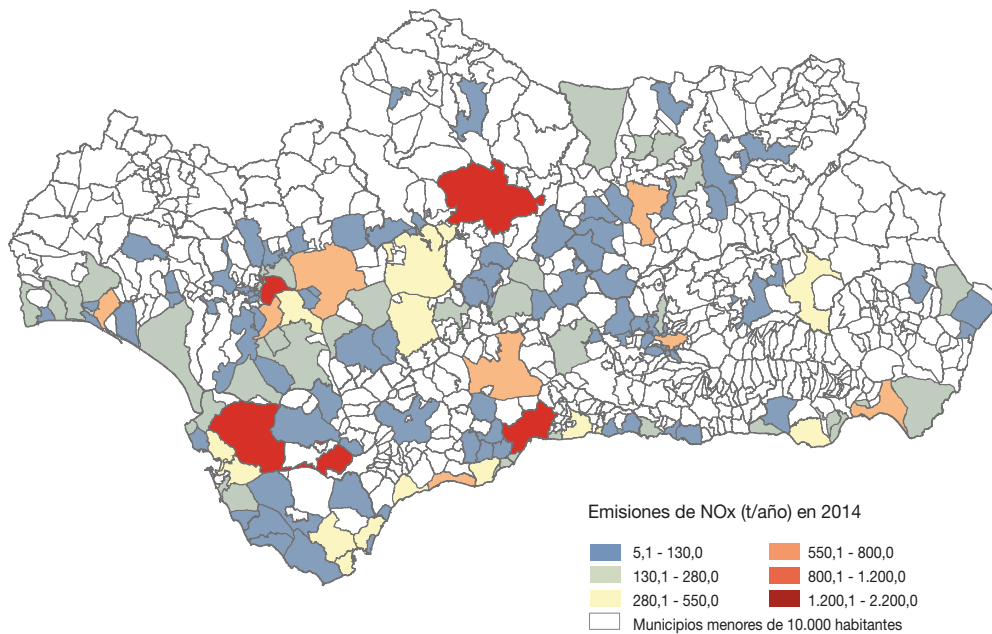 Emisiones de NOx (t/año) en 2014
5,1 - 130,0
130,1 - 280,0
280,1 - 550,0
550,1 - 800,0
800,1 - 1.200,0
1.200,1 - 2.200,0
Municipios menores de 10.000 habitantes